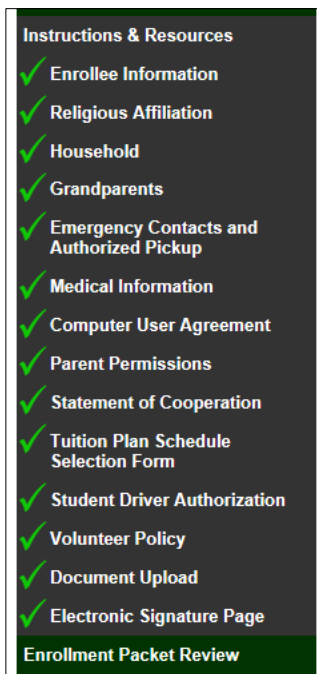 Instructions & Resources
Enrollee Information
Religious Affiliation
Household
Grandparents
Emergency Contacts and
Authorized Pickup
Medical Information
Computer User Agreement
Parent Permissions
Statement of Cooperation
Tuition Plan Schedule
Selection Form
Student Driver Authorization
Volunteer Policy
Document Upload
Electronic Signature Page
Enrollment Packet Review